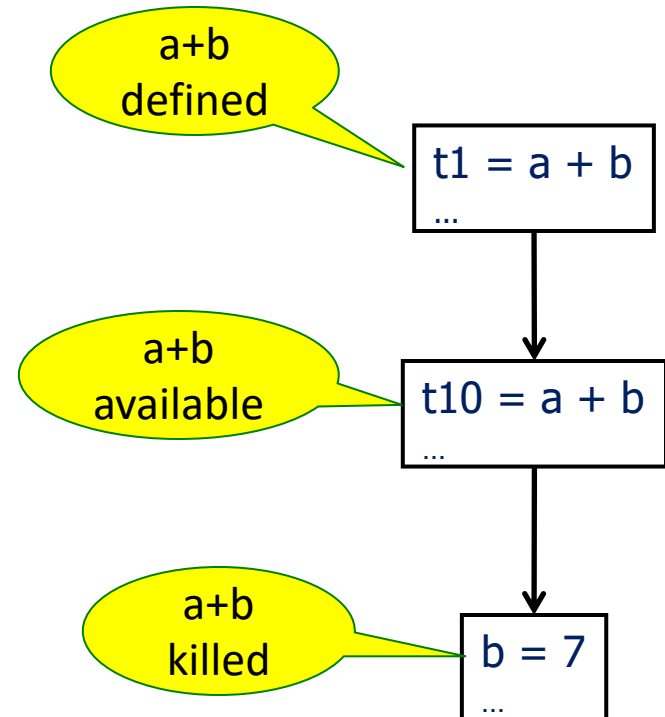 a+b
defined
t1 = a + b
...
a+b
available
t10 = a + b
...
a+b
killed
b = 7
...